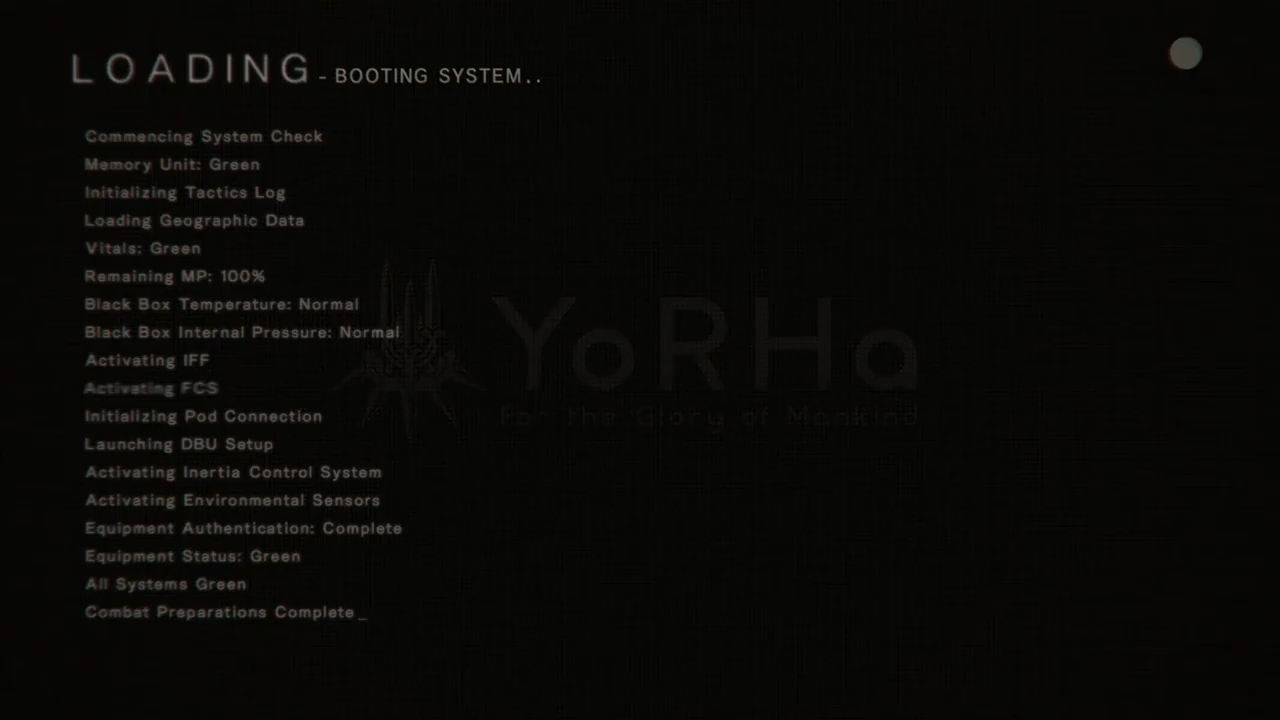 LOADING - BOOTING SYSTEM..
Commencing System Check
Memory Unit: Green
Initializing Tactics Log
Loading Geographic Data
Vitals: Green
Remaining MP: 100%
Black Box Temperature: Normal
Black Box Internal Pressure: Normal
Activating IFF
Activating FCS
Initializing Pod Connection
Launching DBU Setup
Activating Inertia Control System
Activating Environmental Sensors
Equipment Authentication: Complete
Equipment Status: Green
All Systems Green
Combat Preparations Complete _
YoRHa
For the Glory of Mankind